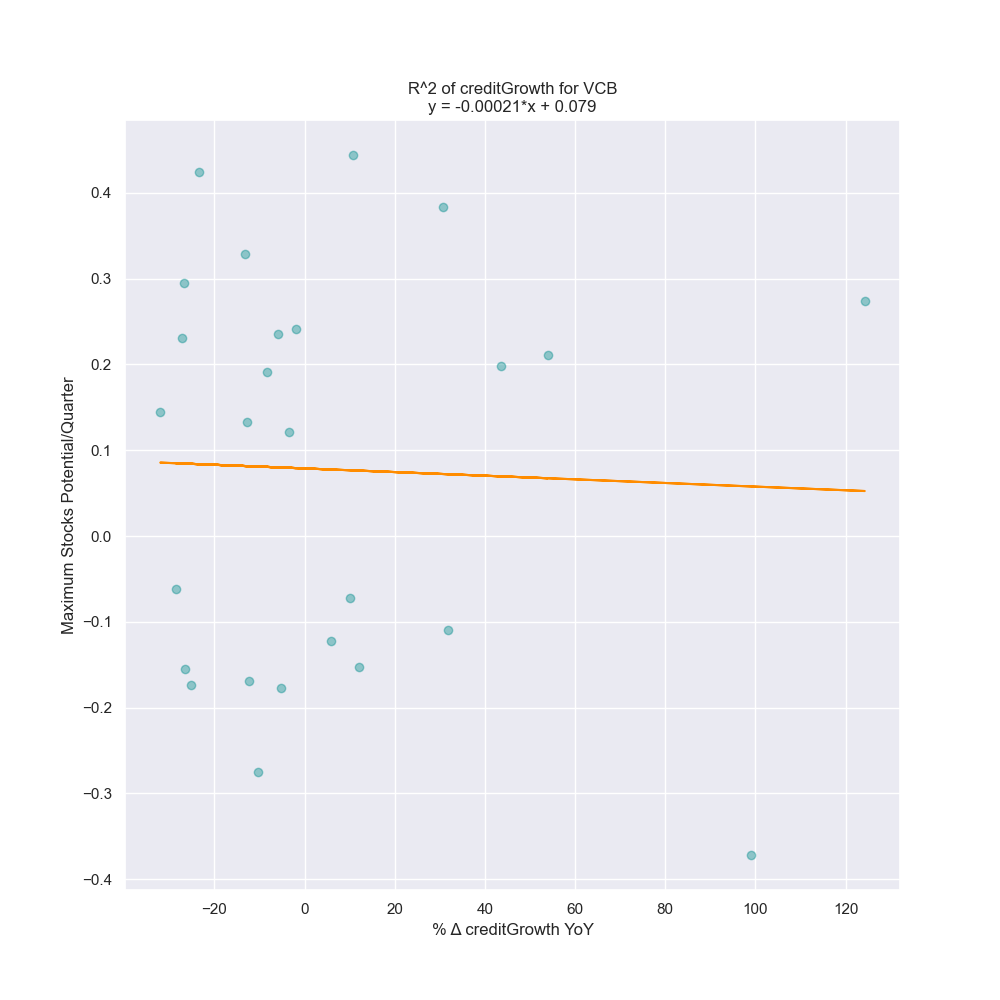 R^2 of creditGrowth for VCB
y = -0.00021*x + 0.079
Maximum Stocks Potential/Quarter
0.4
0.3
0.2
0.1
0.0
−0.1
−0.2
−0.3
−0.4
−20 0 20 40 60 80 100 120
% Δ creditGrowth YoY